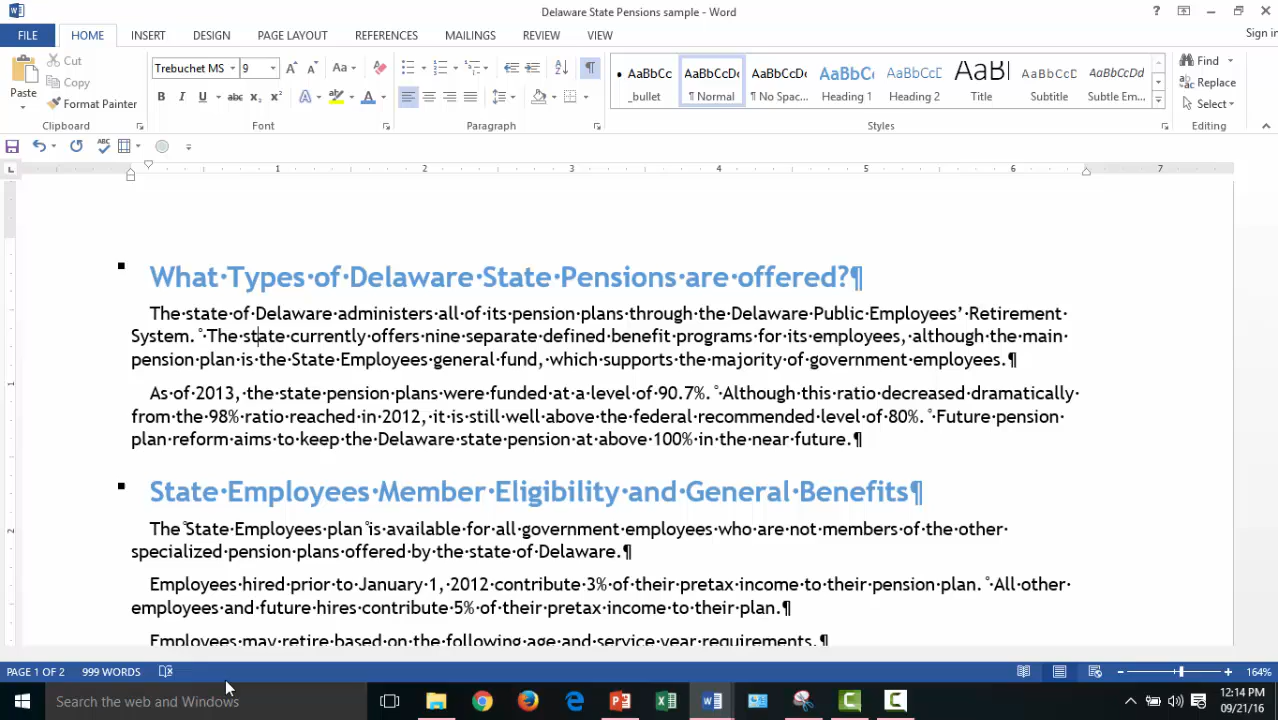 Delaware State Pensions sample - Word
?
FILE HOME INSERT DESIGN PAGE LAYOUT REFERENCES MAILINGS REVIEW VIEW
Sign in
Paste
Cut
Copy
Format Painter
Clipboard
Trebuchet MS 9
Font
Paragraph
AaBbCc AaBbCcDc AaBbCcDc AaBbCc AaBbCcDc AaBl AaBbCcDc AaBbCcDd
_bullet ¶ Normal ¶ No Spac... Heading 1 Heading 2 Title Subtitle Subtle Em...
Styles
Find
Replace
Select
Editing
1 2 3 4 5 6 7
What·Types·of·Delaware·State·Pensions·are·offered?¶
The·state·of·Delaware·administers·all·of·its·pension·plans·through·the·Delaware·Public·Employees’·Retirement·
System.°·The·state·currently·offers·nine·separate·defined·benefit·programs·for·its·employees,·although·the·main·
pension·plan·is·the·State·Employees·general·fund,·which·supports·the·majority·of·government·employees.¶
As·of·2013,·the·state·pension·plans·were·funded·at·a·level·of·90.7%.°·Although·this·ratio·decreased·dramatically·
from·the·98%·ratio·reached·in·2012,·it·is·still·well·above·the·federal·recommended·level·of·80%.°·Future·pension·
plan·reform·aims·to·keep·the·Delaware·state·pension·at·above·100%·in·the·near·future.¶
State·Employees·Member·Eligibility·and·General·Benefits¶
The°State·Employees·plan°is·available·for·all·government·employees·who·are·not·members·of·the·other·
specialized·pension·plans·offered·by·the·state·of·Delaware.¶
Employees·hired·prior·to·January·1,·2012·contribute·3%·of·their·pretax·income·to·their·pension·plan.°·All·other·
employees·and·future·hires·contribute·5%·of·their·pretax·income·to·their·plan.¶
Employees·may·retire·based·on·the·following·age·and·service·year·requirements.¶
PAGE 1 OF 2 999 WORDS 164%
Search the web and Windows
12:14 PM
09/21/16